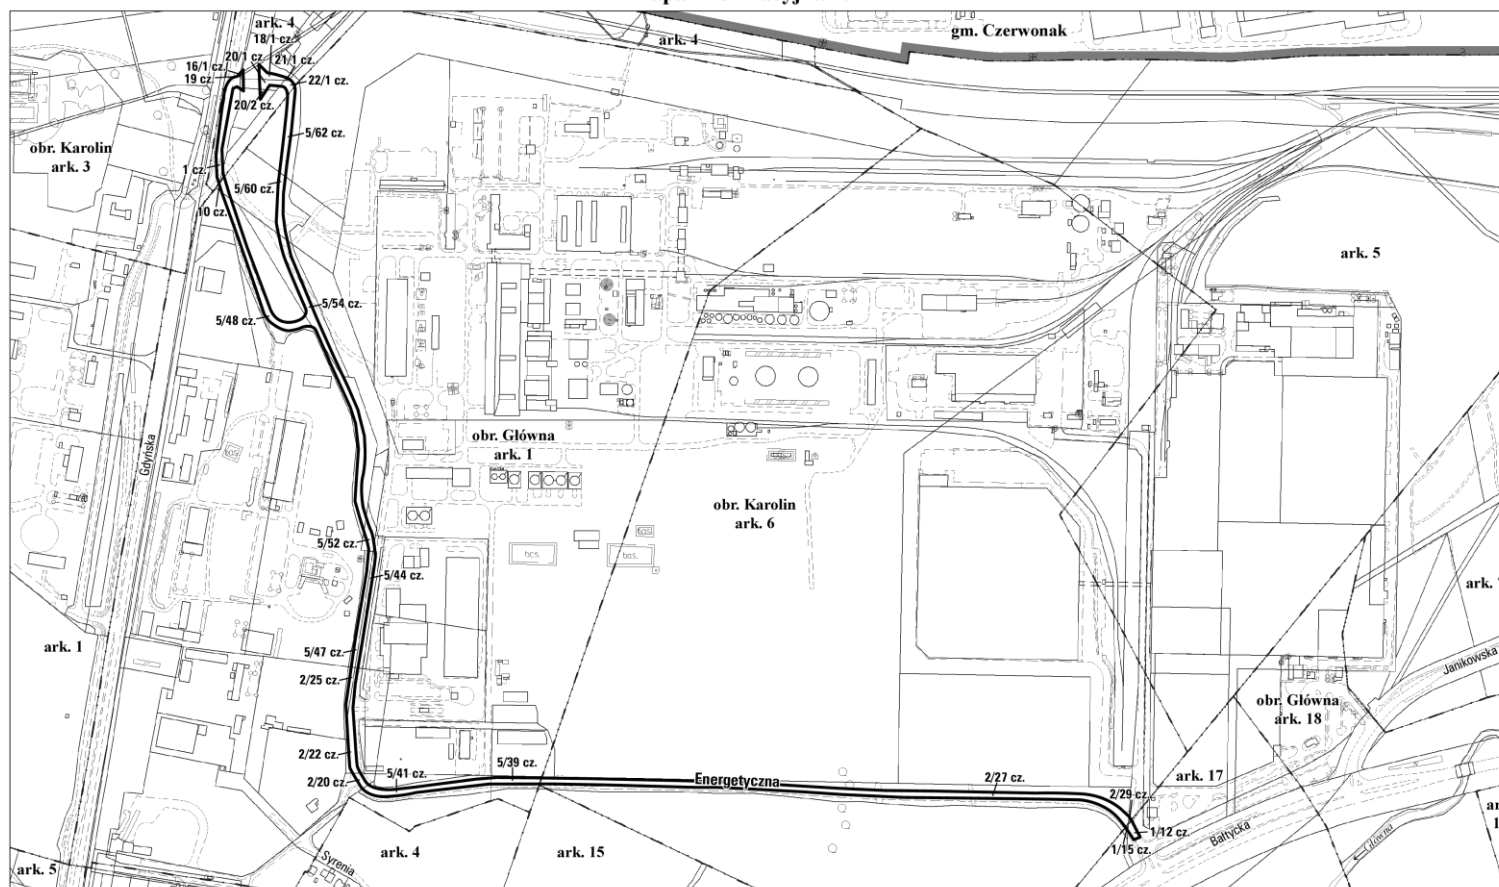 gm. Czerwonak
ark. 4
18/1 cz.
ark. 4
20/1 cz.
21/1 cz.
16/1 cz.
19 cz.
22/1 cz.
20/2 cz.
5/62 cz.
obr. Karolin
ark. 3
1 cz.
5/60 cz.
10 cz.
ark. 5
5/54 cz.
5/48 cz.
obr. Główna
ark. 1
Gdyńska
bas.
obr. Karolin
ark. 6
5/52 cz.
bas.
bas.
5/44 cz.
ark. 1
5/47 cz.
2/25 cz.
Janikowska
obr. Główna
ark. 18
2/22 cz.
5/41 cz.
5/39 cz.
2/20 cz.
Energetyczna
2/27 cz.
ark. 17
2/29 cz.
1/12 cz.
1/15 cz.
Bałtycka
Główna
ark. 4
ark. 15
Syrenia
ark. 5